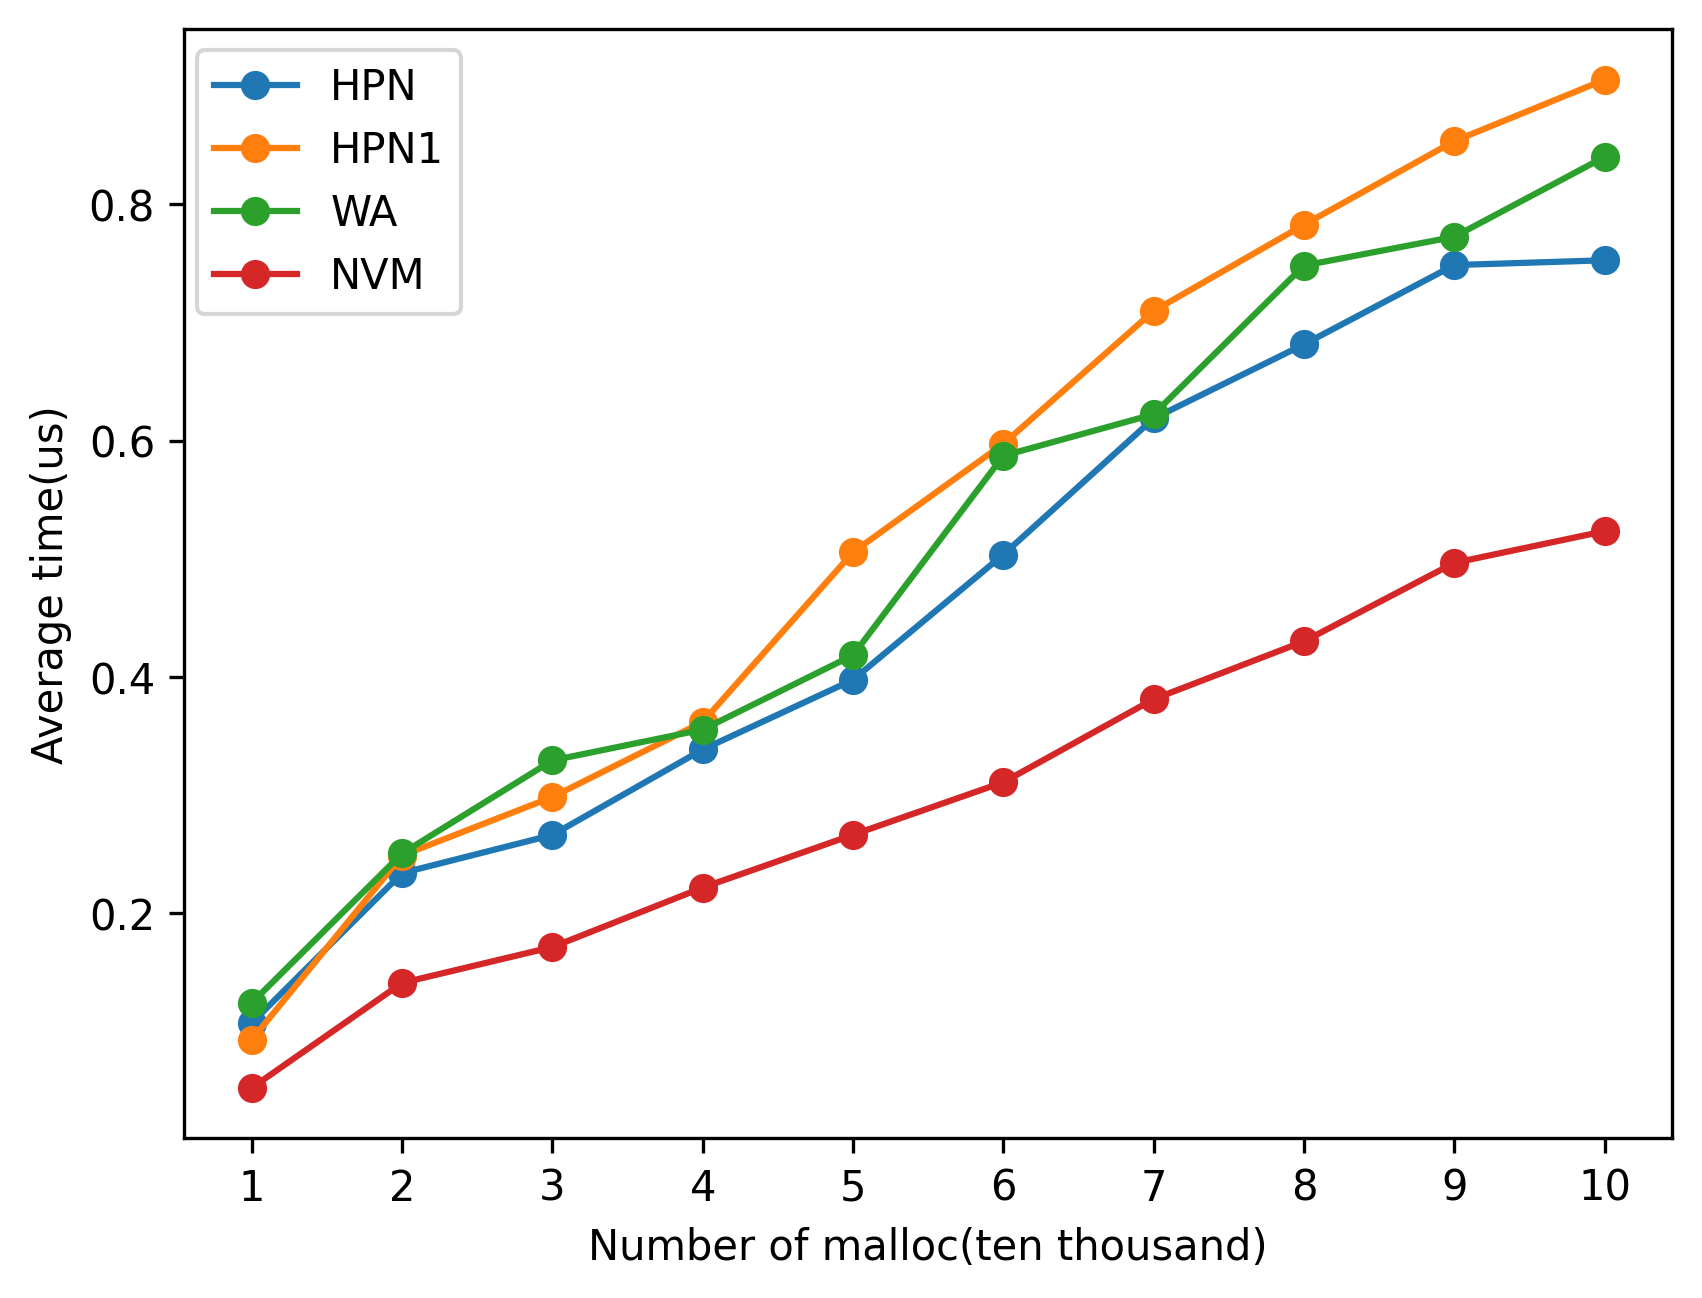 HPN
HPN1
WA
NVM
0.8
0.6
0.4
0.2
Average time(us)
1 2 3 4 5 6 7 8 9 10
Number of malloc(ten thousand)